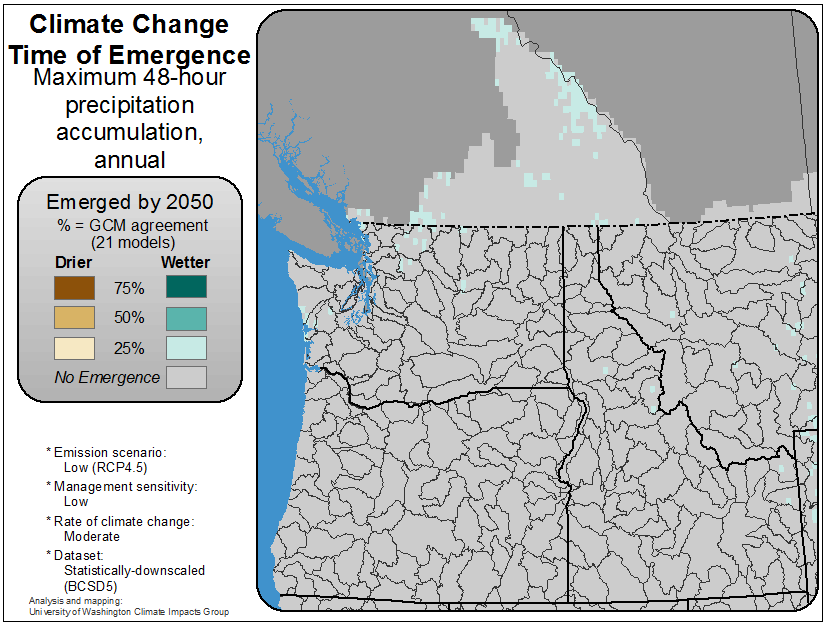 Climate Change
Time of Emergence
Maximum 48-hour
precipitation
accumulation,
annual
Emerged by 2050
% = GCM agreement
(21 models)
Drier Wetter
75%
50%
25%
No Emergence
* Emission scenario:
Low (RCP4.5)
* Management sensitivity:
Low
* Rate of climate change:
Moderate
* Dataset:
Statistically-downscaled
(BCSD5)
Analysis and mapping:
University of Washington Climate Impacts Group